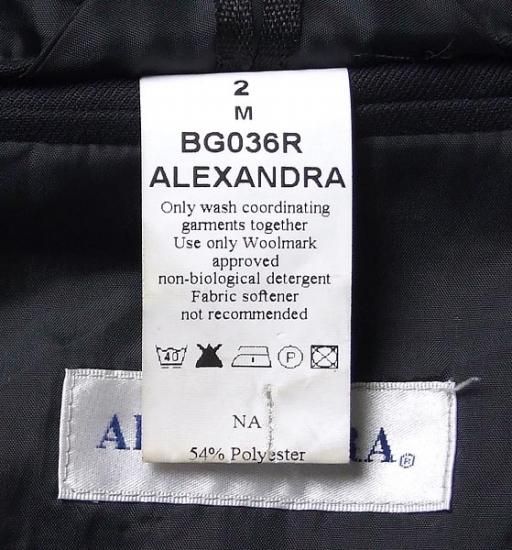 2
M
BG036R
ALEXANDRA
Only wash coordinating
garments together
Use only Woolmark
approved
non-biological detergent
Fabric softener
not recommended
40 P
NA
54% Polyester
A RA®